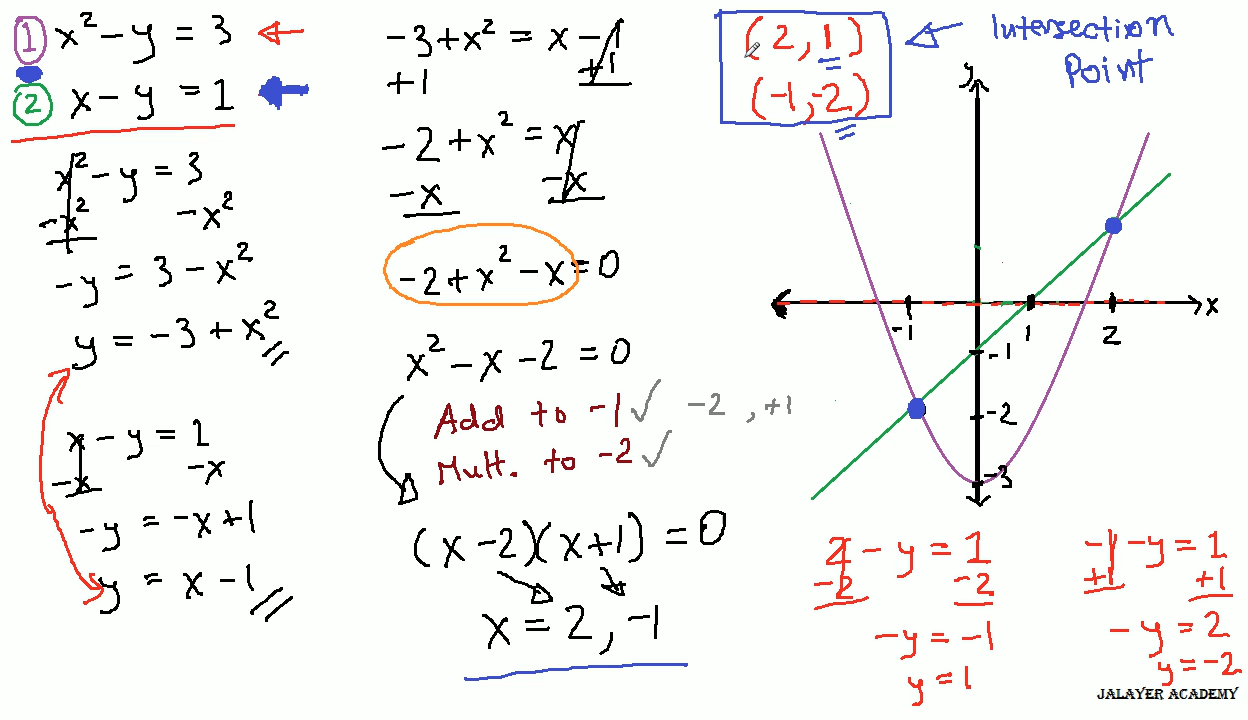 1 x² - y = 3
2 x - y = 1
x² - y = 3
-x² -x²
-y = 3 - x²
y = -3 + x²
x - y = 1
-x -x
-y = -x + 1
y = x - 1
-3 + x² = x - 1
+1 +1
-2 + x² = x
-x -x
-2 + x² - x = 0
x² - x - 2 = 0
Add to -1 ✓ -2 , +1
Mult. to -2 ✓
(x - 2)(x + 1) = 0
x = 2 , -1
(2, 1)
(-1, -2)
Intersection
Point
y
x
-1 1 2
-1
-2
-3
2 - y = 1
-2 -2
-y = -1
y = 1
-1 - y = 1
+1 +1
-y = 2
y = -2
JALAYER ACADEMY